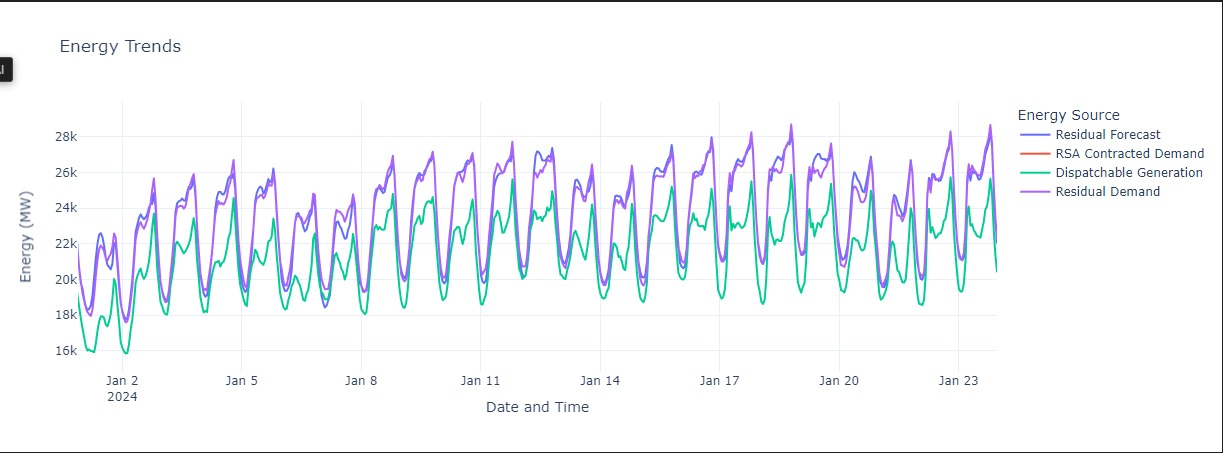 Energy Trends
Energy Source
Residual Forecast
RSA Contracted Demand
Dispatchable Generation
Residual Demand
Energy (MW)
28k
26k
24k
22k
20k
18k
16k
Jan 2 Jan 5 Jan 8 Jan 11 Jan 14 Jan 17 Jan 20 Jan 23
2024
Date and Time